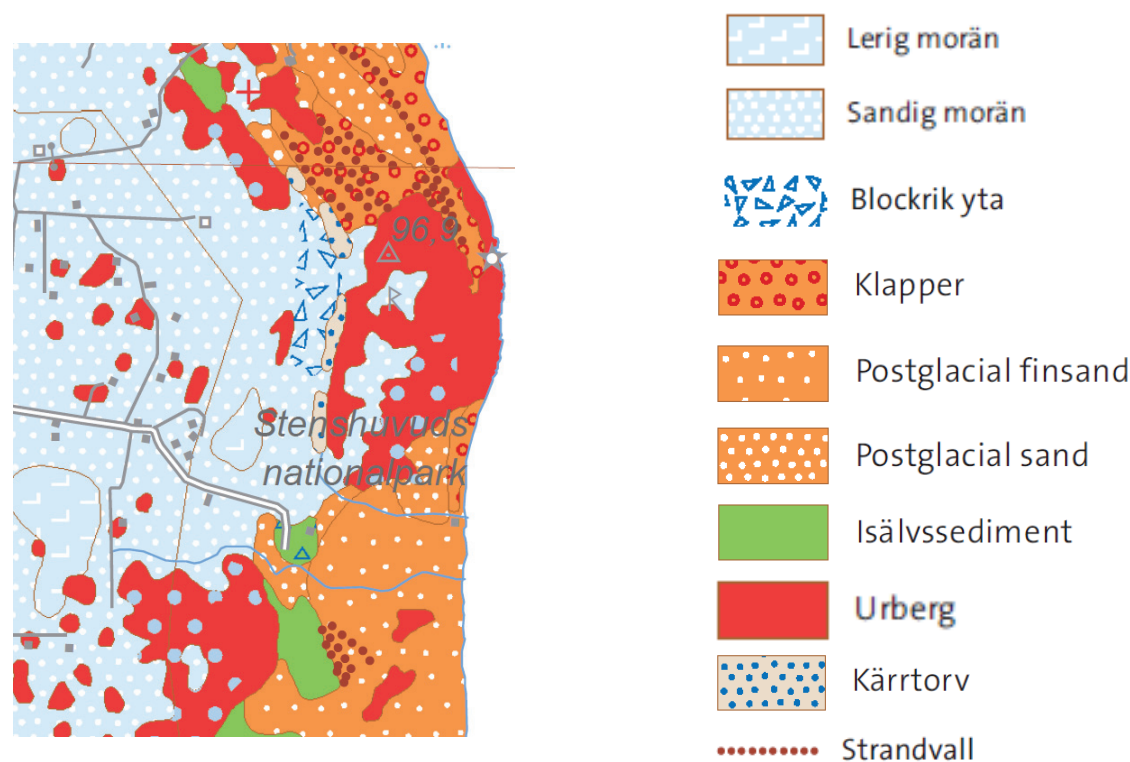 96,9
Stenshuvuds
nationalpark
Lerig morän
Sandig morän
Blockrik yta
Klapper
Postglacial finsand
Postglacial sand
Isälvssediment
Urberg
Kärrtorv
Strandvall